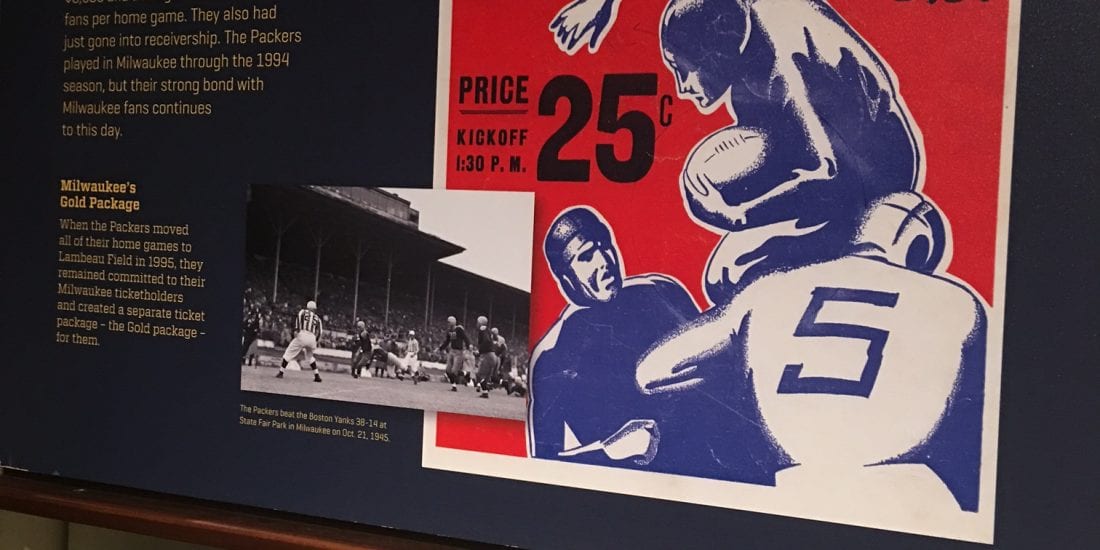 fans per home game. They also had
just gone into receivership. The Packers
played in Milwaukee through the 1994
season, but their strong bond with
Milwaukee fans continues
to this day.
Milwaukee's
Gold Package
When the Packers moved
all of their home games to
Lambeau Field in 1995, they
remained committed to their
Milwaukee ticketholders
and created a separate ticket
package - the Gold package -
for them.
The Packers beat the Boston Yanks 38-14 at
State Fair Park in Milwaukee on Oct. 21, 1945.
PRICE
25¢
KICKOFF
1:30 P. M.
5